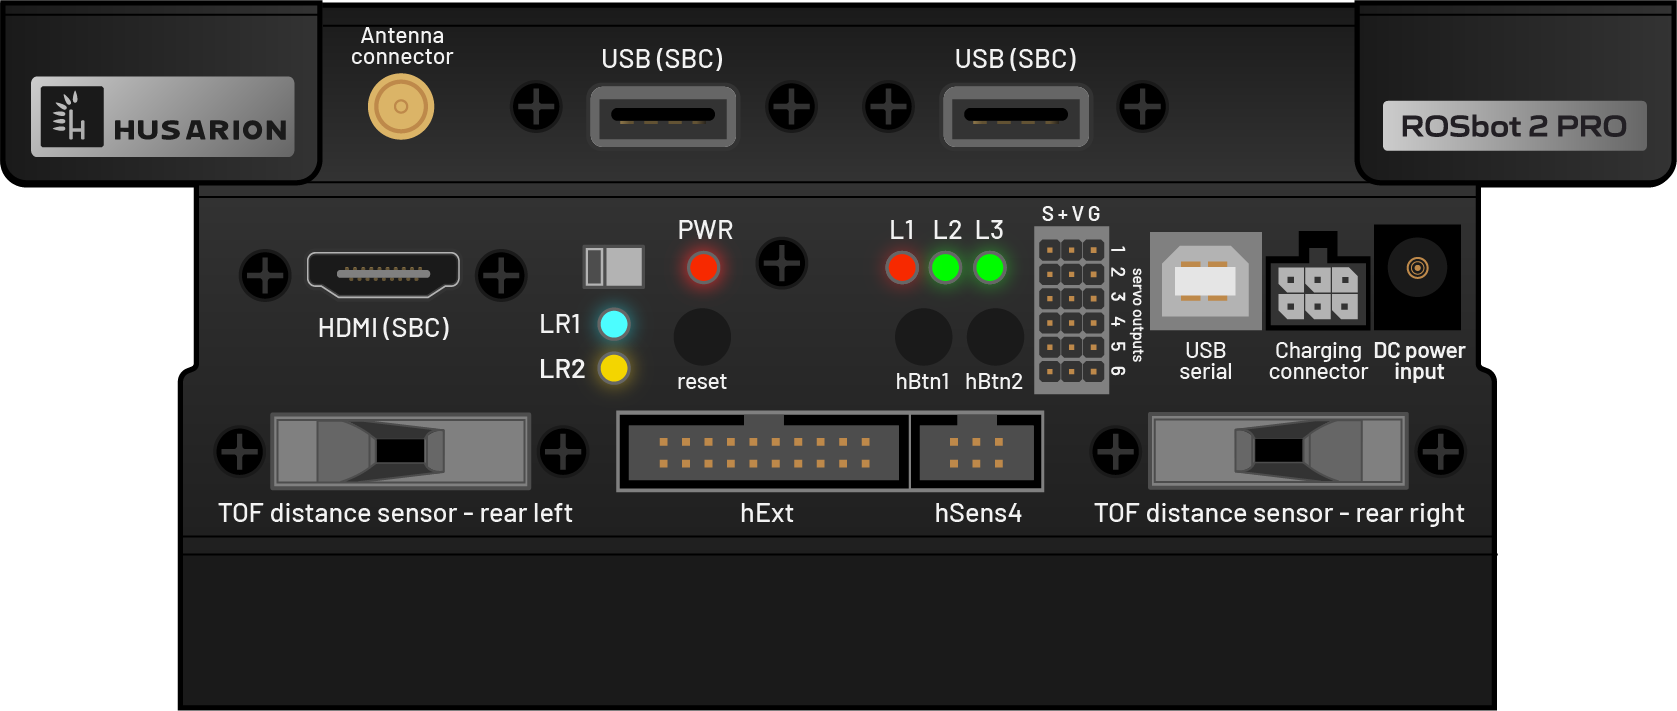 Antenna
connector
USB (SBC)
USB (SBC)
HUSARION
ROSbot 2 PRO
S + V G
PWR
L1 L2 L3
1
2
3
4
5
6
servo outputs
HDMI (SBC)
LR1
LR2
reset
hBtn1 hBtn2
USB
serial
Charging
connector
DC power
input
TOF distance sensor - rear left
hExt
hSens4
TOF distance sensor - rear right